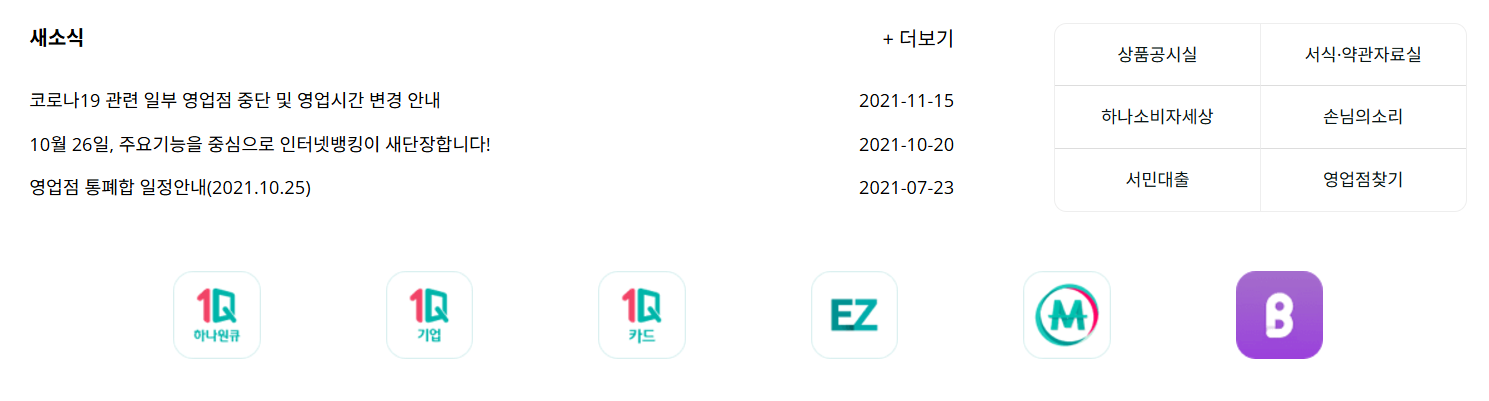 새소식
+ 더보기
코로나19 관련 일부 영업점 중단 및 영업시간 변경 안내 2021-11-15
10월 26일, 주요기능을 중심으로 인터넷뱅킹이 새단장합니다! 2021-10-20
영업점 통폐합 일정안내(2021.10.25) 2021-07-23
상품공시실 서식·약관자료실
하나소비자세상 손님의소리
서민대출 영업점찾기
1Q
하나원큐
1Q
기업
1Q
카드
EZ
M
B